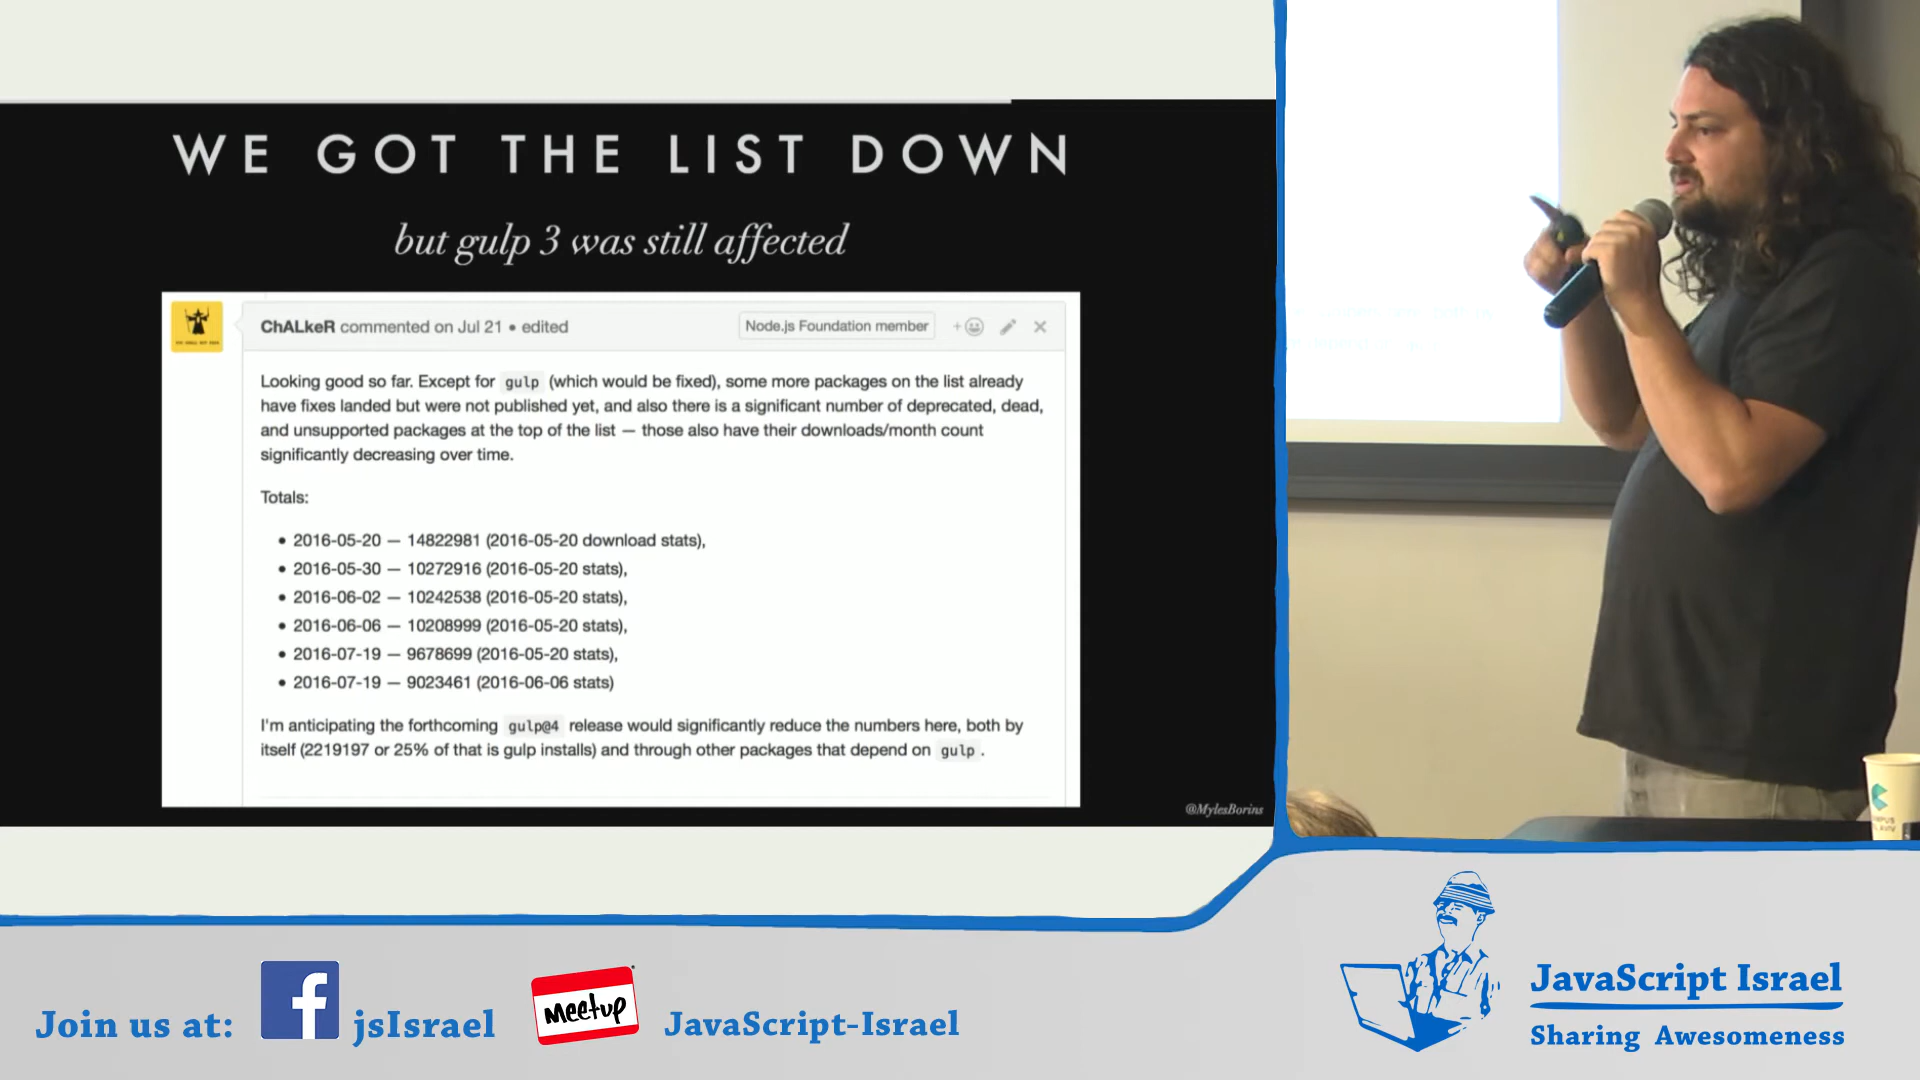 WE GOT THE LIST DOWN
but gulp 3 was still affected
ChALkeR commented on Jul 21 • edited
Node.js Foundation member
Looking good so far. Except for gulp (which would be fixed), some more packages on the list already
have fixes landed but were not published yet, and also there is a significant number of deprecated, dead,
and unsupported packages at the top of the list — those also have their downloads/month count
significantly decreasing over time.
Totals:
• 2016-05-20 — 14822981 (2016-05-20 download stats),
• 2016-05-30 — 10272916 (2016-05-20 stats),
• 2016-06-02 — 10242538 (2016-05-20 stats),
• 2016-06-06 — 10208999 (2016-05-20 stats),
• 2016-07-19 — 9678699 (2016-05-20 stats),
• 2016-07-19 — 9023461 (2016-06-06 stats)
I'm anticipating the forthcoming gulp@4 release would significantly reduce the numbers here, both by
itself (2219197 or 25% of that is gulp installs) and through other packages that depend on gulp.
@MylesBorins
Join us at:
f
jsIsrael
Meetup
JavaScript-Israel
JavaScript Israel
Sharing Awesomeness